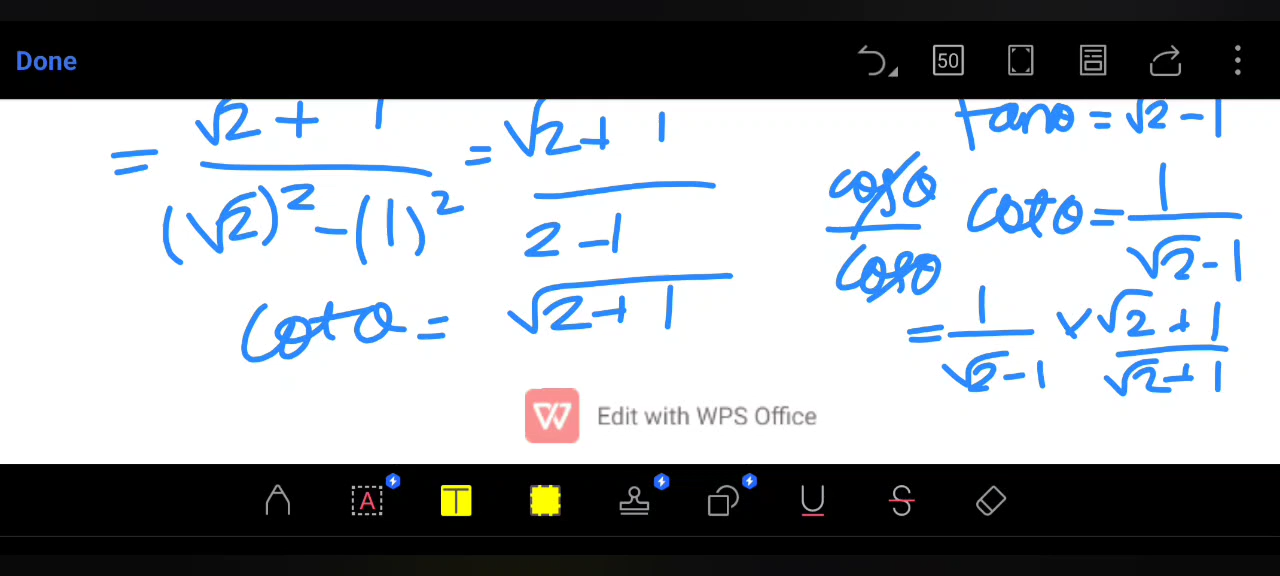 Done
50
= √2 + 1 / (√2)² - (1)² = √2 + 1 / 2 - 1
cotθ = √2 + 1
tanθ = √2 - 1
cosθ / cosθ cotθ = 1 / √2 - 1
= 1 / √2 - 1 × √2 + 1 / √2 + 1
Edit with WPS Office
A T U S